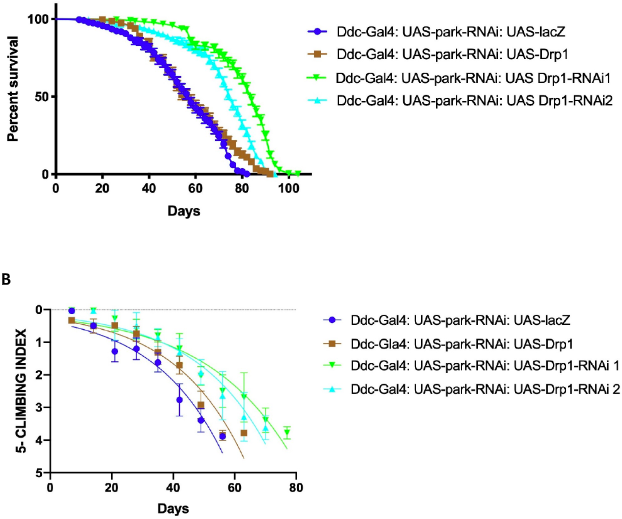 100
50
0
0 20 40 60 80 100
Percent survival
Days
Ddc-Gal4: UAS-park-RNAi: UAS-lacZ
Ddc-Gal4: UAS-park-RNAi: UAS-Drp1
Ddc-Gal4: UAS-park-RNAi: UAS Drp1-RNAi1
Ddc-Gal4: UAS-park-RNAi: UAS Drp1-RNAi2
B
0
1
2
3
4
5
0 20 40 60 80
5- CLIMBING INDEX
Days
Ddc-Gal4: UAS-park-RNAi: UAS-lacZ
Ddc-Gla4: UAS-park-RNAi: UAS-Drp1
Ddc-Gal4: UAS-park-RNAi: UAS-Drp1-RNAi 1
Ddc-Gal4: UAS-park-RNAi: UAS-Drp1-RNAi 2